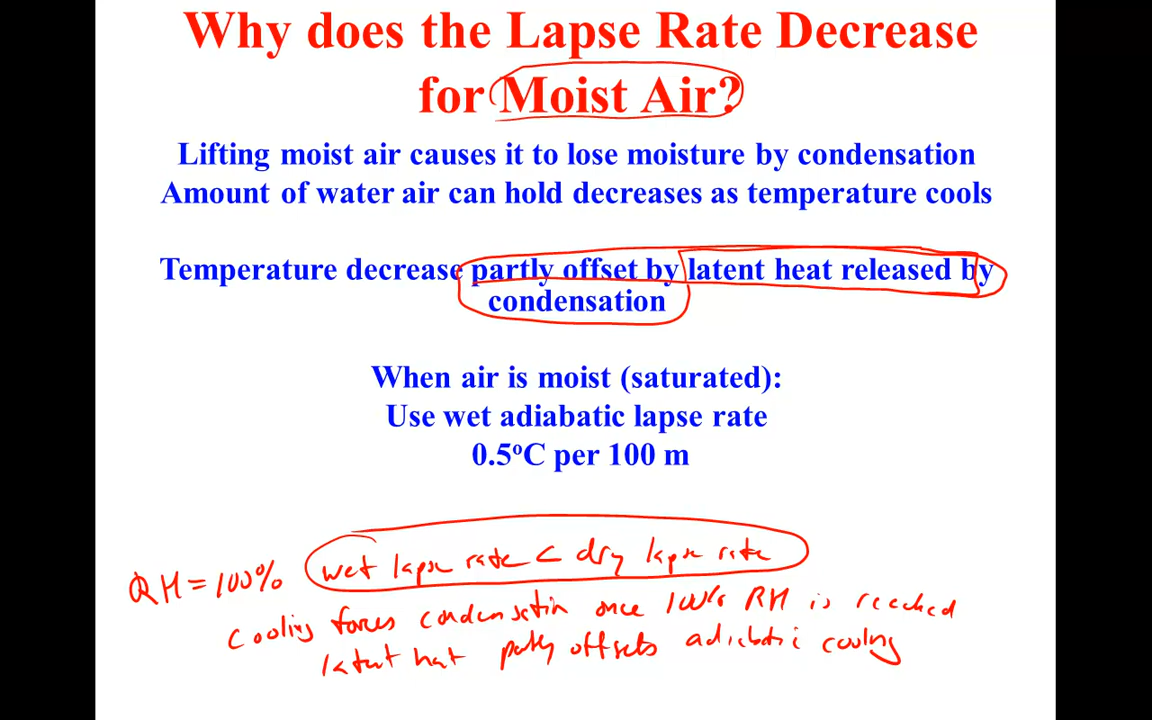 Why does the Lapse Rate Decrease
for Moist Air?
Lifting moist air causes it to lose moisture by condensation
Amount of water air can hold decreases as temperature cools
Temperature decrease partly offset by latent heat released by
condensation
When air is moist (saturated):
Use wet adiabatic lapse rate
0.5°C per 100 m
RH = 100% wet lapse rate < dry lapse rate
cooling forces condensatin once 100% RH is reached
latent hat partly offsets adiabatic cooling